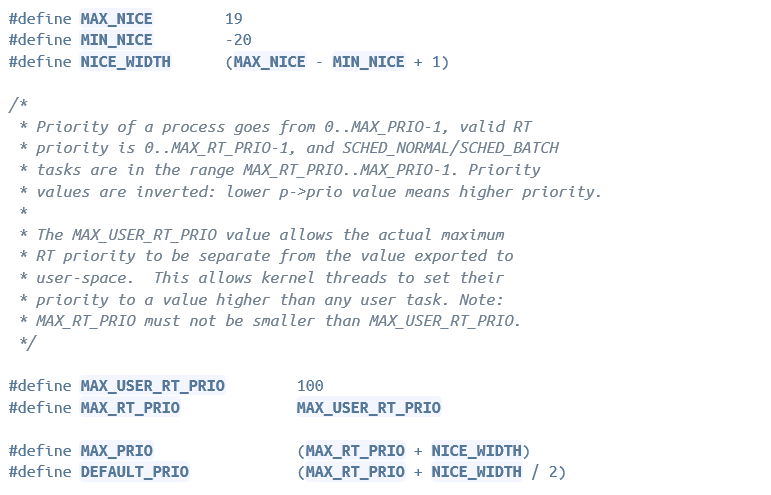 #define MAX_NICE 19
#define MIN_NICE -20
#define NICE_WIDTH (MAX_NICE - MIN_NICE + 1)
/*
* Priority of a process goes from 0..MAX_PRIO-1, valid RT
* priority is 0..MAX_RT_PRIO-1, and SCHED_NORMAL/SCHED_BATCH
* tasks are in the range MAX_RT_PRIO..MAX_PRIO-1. Priority
* values are inverted: lower p->prio value means higher priority.
*
* The MAX_USER_RT_PRIO value allows the actual maximum
* RT priority to be separate from the value exported to
* user-space.  This allows kernel threads to set their
* priority to a value higher than any user task. Note:
* MAX_RT_PRIO must not be smaller than MAX_USER_RT_PRIO.
*/
#define MAX_USER_RT_PRIO 100
#define MAX_RT_PRIO MAX_USER_RT_PRIO
#define MAX_PRIO (MAX_RT_PRIO + NICE_WIDTH)
#define DEFAULT_PRIO (MAX_RT_PRIO + NICE_WIDTH / 2)